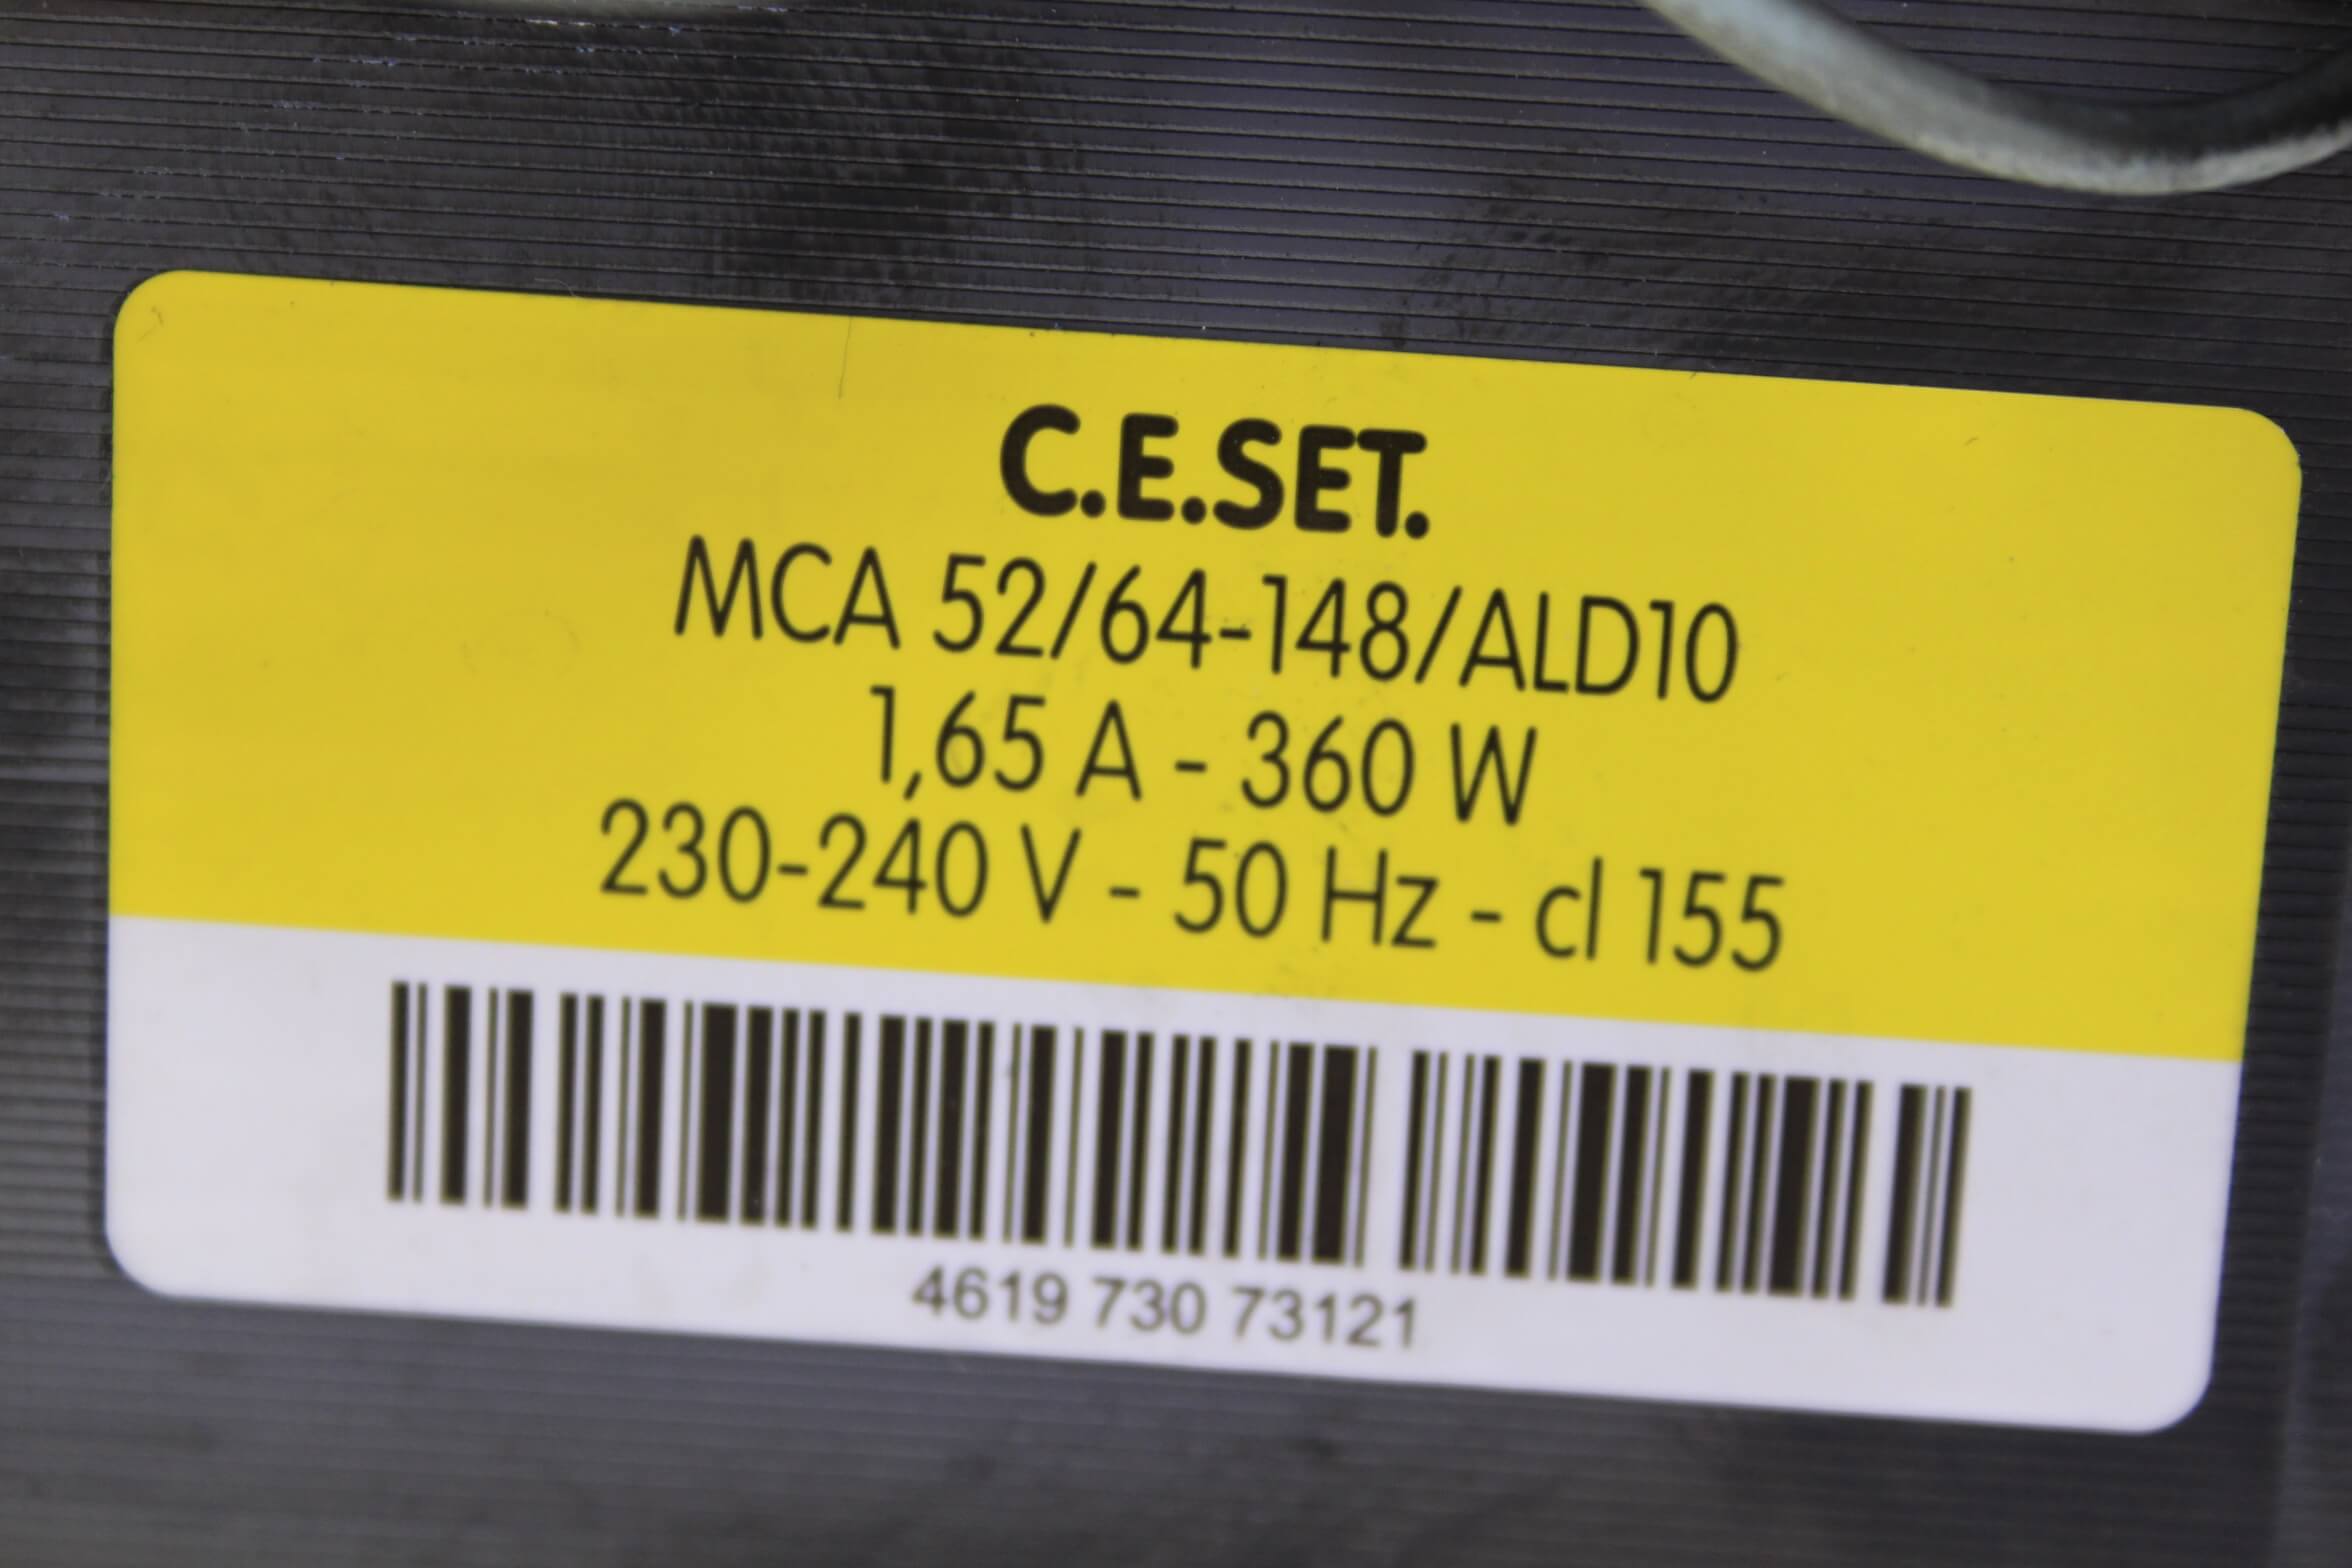 C.E.SET.
MCA 52/64-148/ALD10
1,65 A - 360 W
230-240 V - 50 Hz - cl 155
4619 730 73121